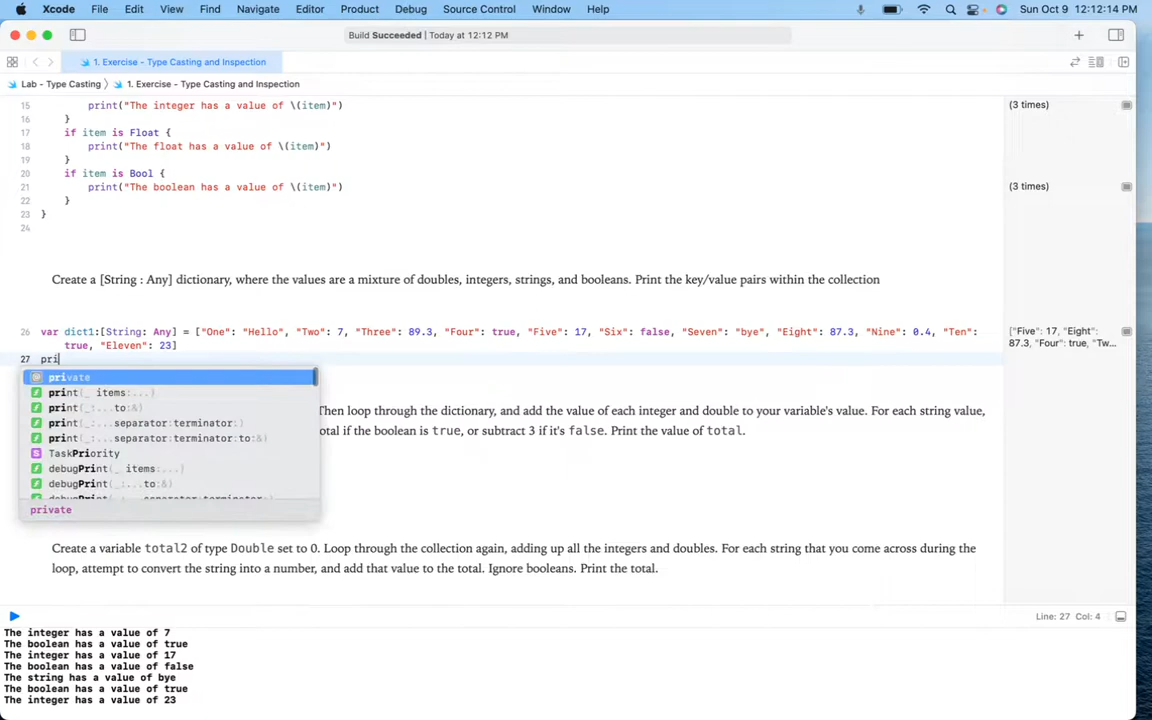 Xcode File Edit View Find Navigate Editor Product Debug Source Control Window Help Sun Oct 9 12:12:14 PM
Build Succeeded | Today at 12:12 PM
1. Exercise - Type Casting and Inspection
Lab - Type Casting 1. Exercise - Type Casting and Inspection
15 print("The integer has a value of \(item)") (3 times)
16 }
17 if item is Float {
18 print("The float has a value of \(item)")
19 }
20 if item is Bool {
21 print("The boolean has a value of \(item)") (3 times)
22 }
23 }
24
Create a [String : Any] dictionary, where the values are a mixture of doubles, integers, strings, and booleans. Print the key/value pairs within the collection
26 var dict1:[String: Any] = ["One": "Hello", "Two": 7, "Three": 89.3, "Four": true, "Five": 17, "Six": false, "Seven": "bye", "Eight": 87.3, "Nine": 0.4, "Ten": ["Five": 17, "Eight":
true, "Eleven": 23] 87.3, "Four": true, "Tw...
27 pri
private
print(_ items:...)
print(_:...to:&)
Then loop through the dictionary, and add the value of each integer and double to your variable's value. For each string value,
print(_:...separator:terminator:)
otal if the boolean is true, or subtract 3 if it's false. Print the value of total.
print(_:...separator:terminator:to:&)
TaskPriority
debugPrint(_ items:...)
debugPrint(_:...to:&)
debugPrint(_:...separator:terminator:)
private
Create a variable total2 of type Double set to 0. Loop through the collection again, adding up all the integers and doubles. For each string that you come across during the
loop, attempt to convert the string into a number, and add that value to the total. Ignore booleans. Print the total.
Line: 27 Col: 4
The integer has a value of 7
The boolean has a value of true
The integer has a value of 17
The boolean has a value of false
The string has a value of bye
The boolean has a value of true
The integer has a value of 23